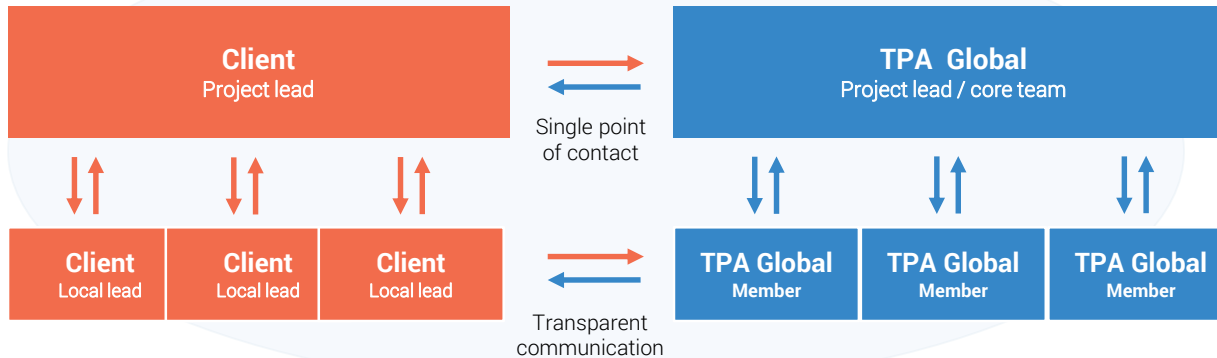 Client
Project lead
TPA Global
Project lead / core team
Single point
of contact
Client
Local lead
Client
Local lead
Client
Local lead
TPA Global
Member
TPA Global
Member
TPA Global
Member
Transparent
communication